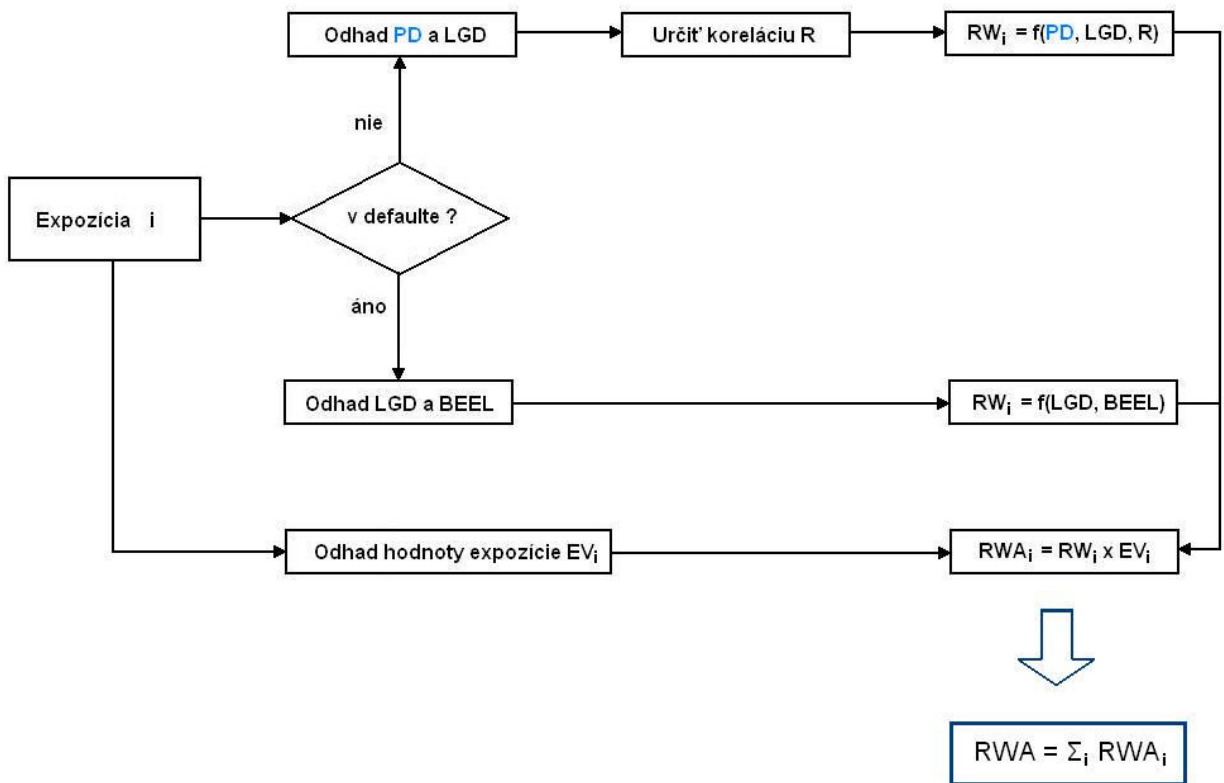 Odhad PD a LGD
Určiť koreláciu R
RWi = f(PD, LGD, R)
nie
Expozícia i
v defaulte ?
áno
Odhad LGD a BEEL
RWi = f(LGD, BEEL)
Odhad hodnoty expozície EVi
RWAi = RWi x EVi
RWA = Σi RWAi